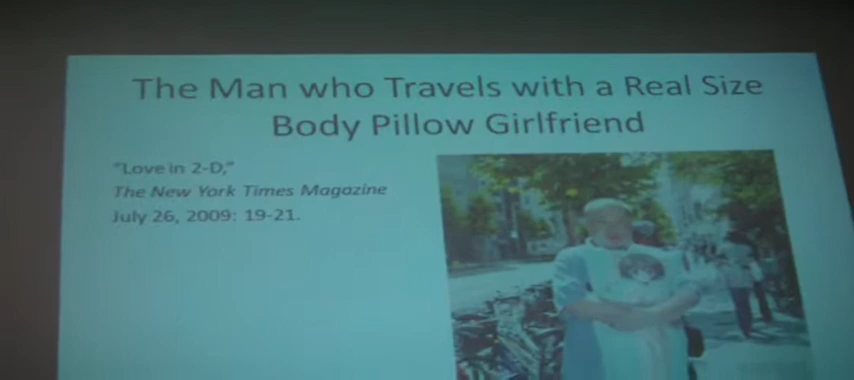 The Man who Travels with a Real Size
Body Pillow Girlfriend
"Love in 2-D,"
The New York Times Magazine
July 26, 2009: 19-21.